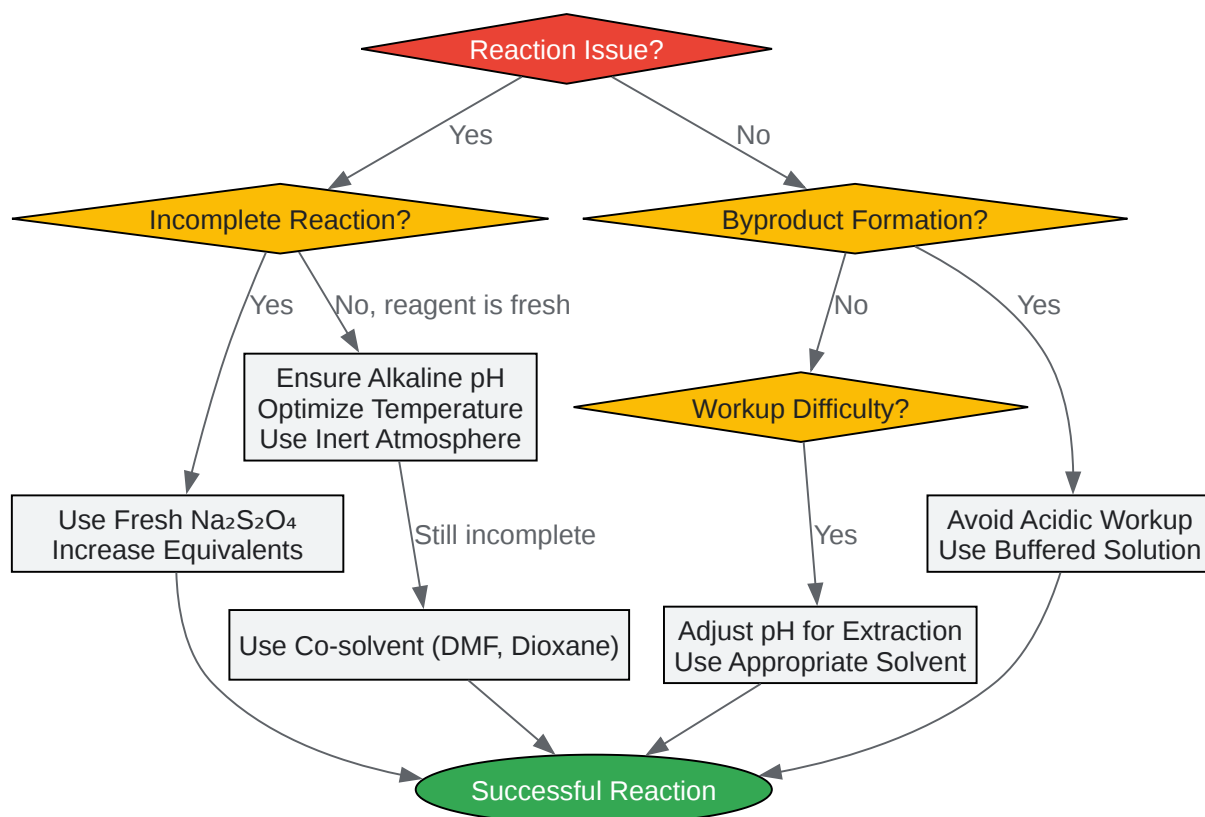 Reaction Issue?
Yes
No
Incomplete Reaction?
Byproduct Formation?
Yes
No, reagent is fresh
No
Yes
Ensure Alkaline pH
Optimize Temperature
Use Inert Atmosphere
Workup Difficulty?
Use Fresh Na₂S₂O₄
Increase Equivalents
Still incomplete
Yes
Avoid Acidic Workup
Use Buffered Solution
Use Co-solvent (DMF, Dioxane)
Adjust pH for Extraction
Use Appropriate Solvent
Successful Reaction